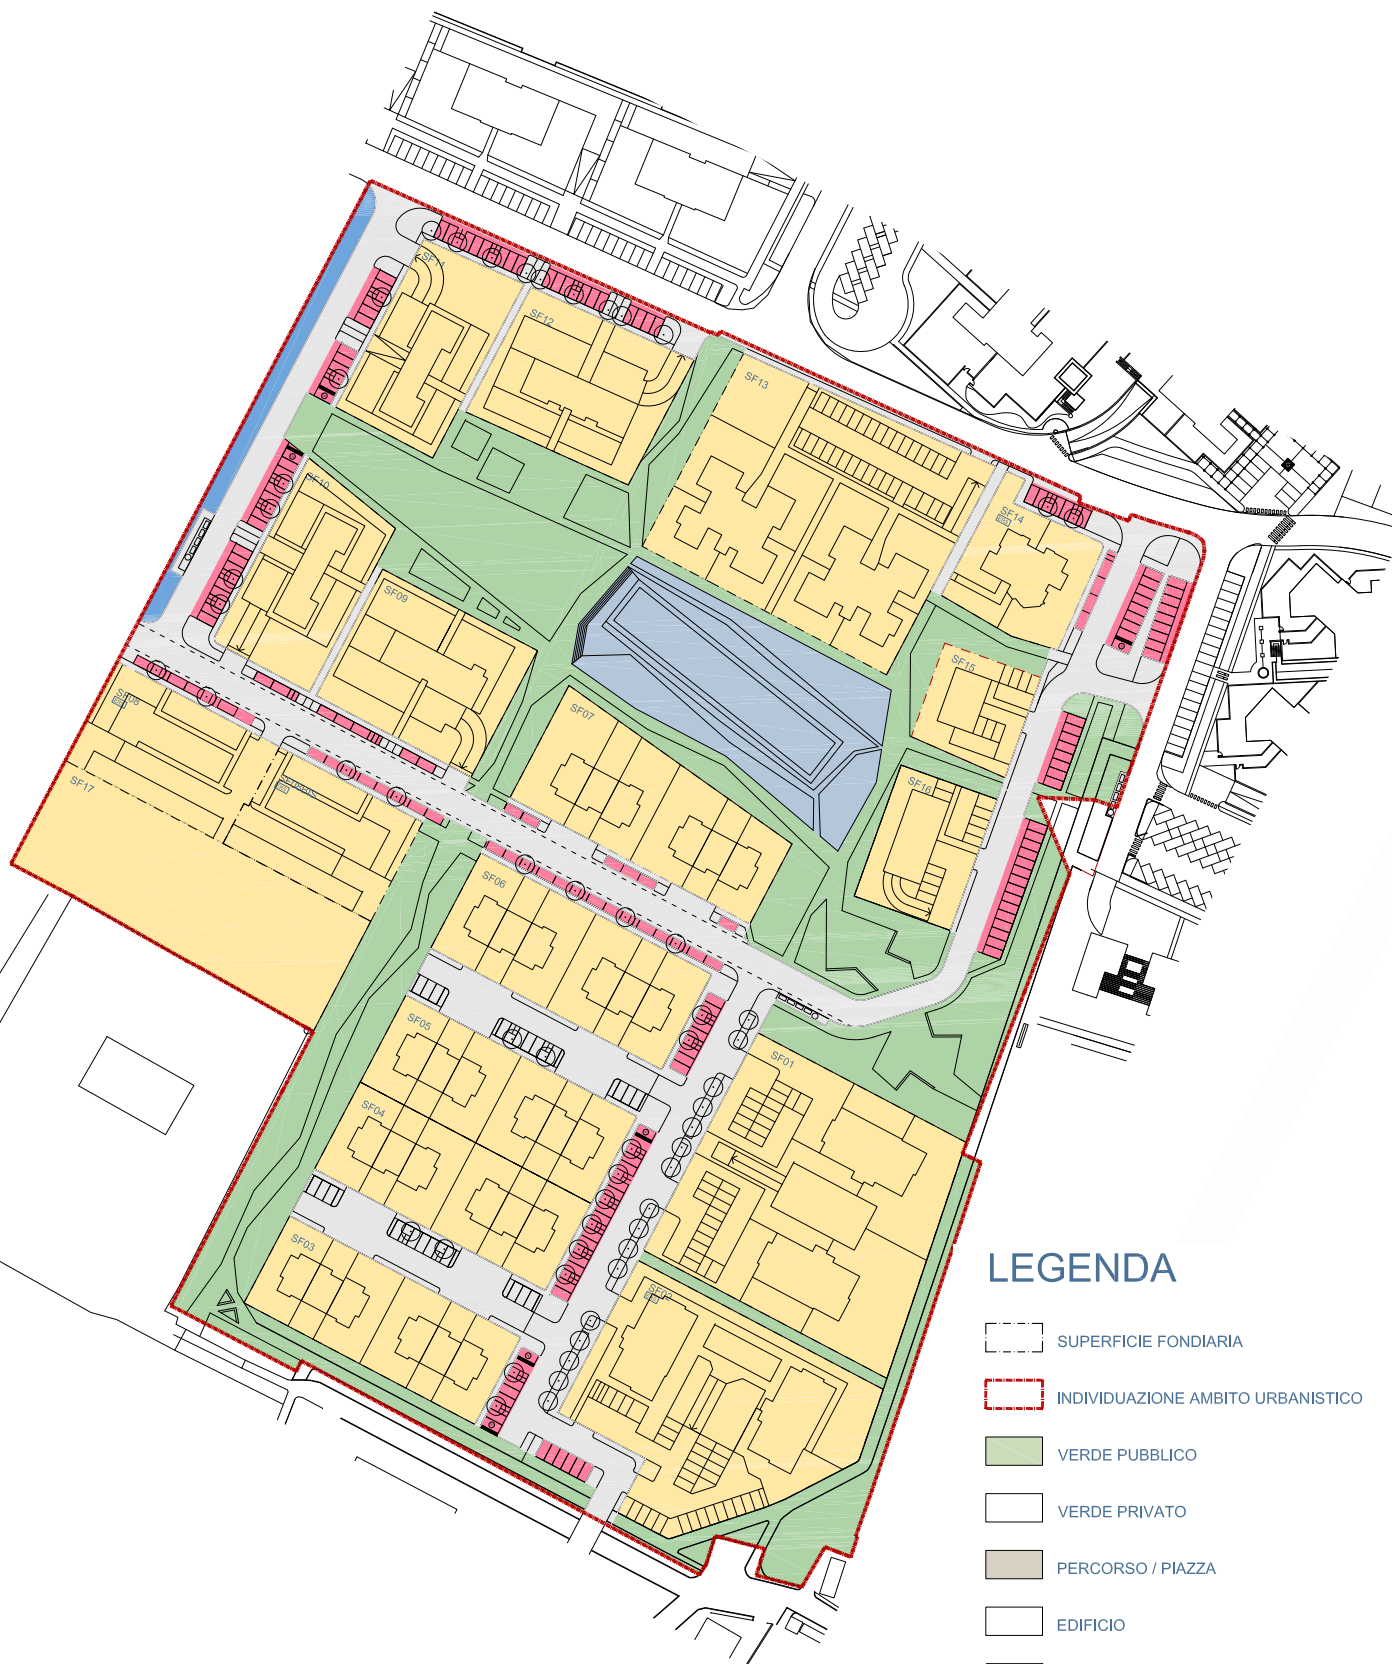 SF11
SF12
SF13
SF10
SF14
SF09
SF15
SF08
SF07
SF17
SF16
SF06
SF05
SF01
SF04
SF03
SF02
LEGENDA
SUPERFICIE FONDIARIA
INDIVIDUAZIONE AMBITO URBANISTICO
VERDE PUBBLICO
VERDE PRIVATO
PERCORSO / PIAZZA
EDIFICIO